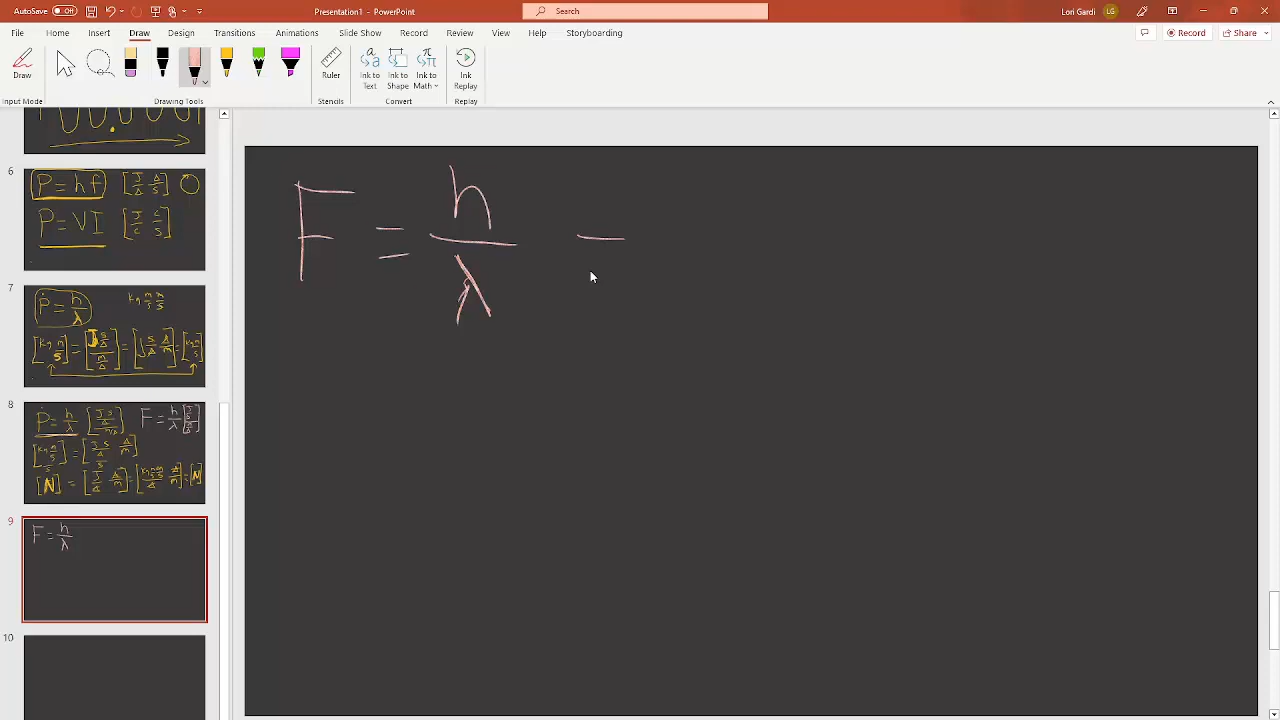 AutoSave Off Presentation1 - PowerPoint Search Lori Gardi LG
File Home Insert Draw Design Transitions Animations Slide Show Record Review View Help Storyboarding Record Share
Draw Ruler Ink to Text Ink to Shape Ink to Math Ink Replay
Input Mode Drawing Tools Stencils Convert Replay
6
P = hf [J/Δ Δ/S]
P = VI [J/C C/S]
7
P = h/λ kg m/s m/s
8
P = h/λ F = h/λ
9
F = h/λ
10
F = h/λ —